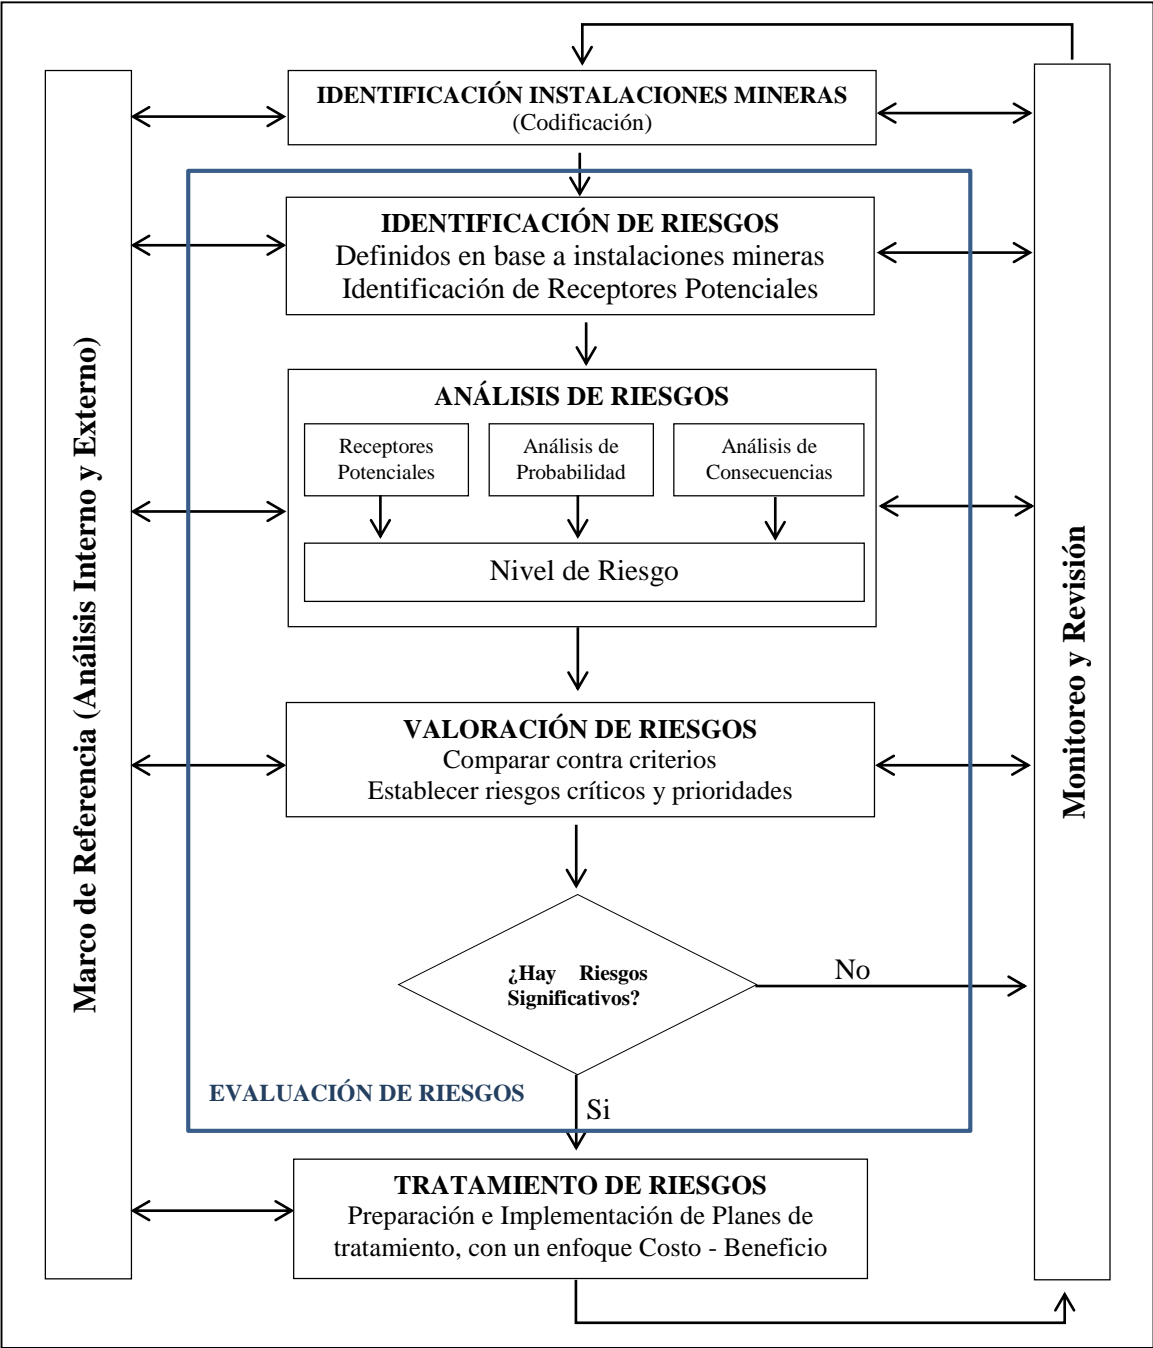 IDENTIFICACIÓN INSTALACIONES MINERAS
(Codificación)
IDENTIFICACIÓN DE RIESGOS
Definidos en base a instalaciones mineras
Identificación de Receptores Potenciales
ANÁLISIS DE RIESGOS
Receptores
Potenciales
Análisis de
Probabilidad
Análisis de
Consecuencias
Nivel de Riesgo
VALORACIÓN DE RIESGOS
Comparar contra criterios
Establecer riesgos críticos y prioridades
¿Hay Riesgos
Significativos?
No
Si
EVALUACIÓN DE RIESGOS
TRATAMIENTO DE RIESGOS
Preparación e Implementación de Planes de
tratamiento, con un enfoque Costo - Beneficio
Marco de Referencia (Análisis Interno y Externo)
Monitoreo y Revisión